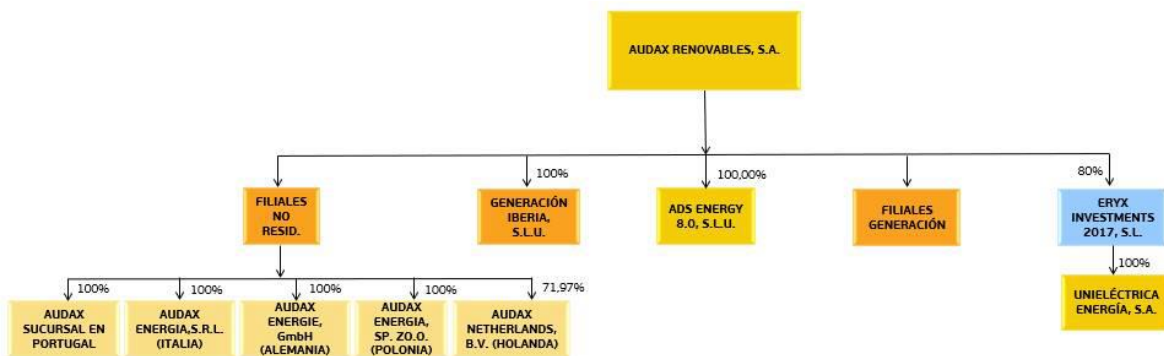 AUDAX RENOVABLES, S.A.
100%
100,00%
80%
FILIALES
NO
RESID.
GENERACIÓN
IBERIA,
S.L.U.
ADS ENERGY
8.0, S.L.U.
FILIALES
GENERACIÓN
ERYX
INVESTMENTS
2017, S.L.
100%
100%
100%
100%
71,97%
100%
AUDAX
SUCURSAL EN
PORTUGAL
AUDAX
ENERGIA,S.R.L.
(ITALIA)
AUDAX
ENERGIE,
GmbH
(ALEMANIA)
AUDAX
ENERGIA,
SP. ZO.O.
(POLONIA)
AUDAX
NETHERLANDS,
B.V. (HOLANDA)
UNIELÉCTRICA
ENERGÍA, S.A.